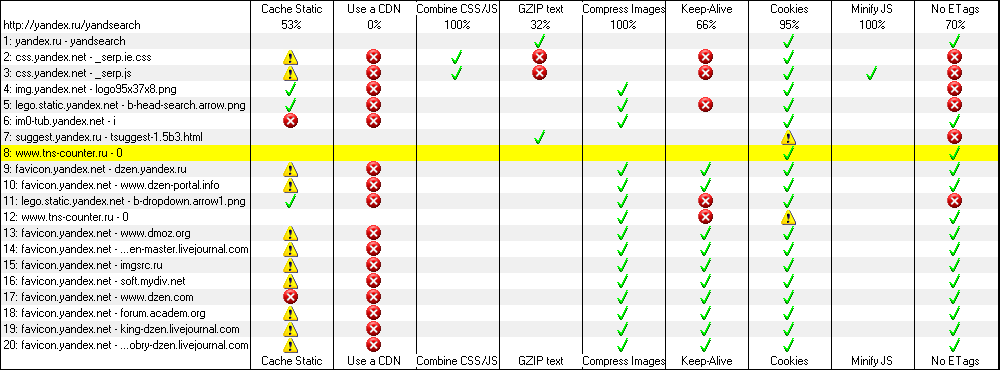 Cache Static Use a CDN Combine CSS/JS GZIP text Compress Images Keep-Alive Cookies Minify JS No ETags
http://yandex.ru/yandsearch 53% 0% 100% 32% 100% 66% 95% 100% 70%
1: yandex.ru - yandsearch
2: css.yandex.net - _serp.ie.css
3: css.yandex.net - _serp.js
4: img.yandex.net - logo95x37x8.png
5: lego.static.yandex.net - b-head-search.arrow.png
6: im0-tub.yandex.net - i
7: suggest.yandex.ru - tsuggest-1.5b3.html
8: www.tns-counter.ru - 0
9: favicon.yandex.net - dzen.yandex.ru
10: favicon.yandex.net - www.dzen-portal.info
11: lego.static.yandex.net - b-dropdown.arrow1.png
12: www.tns-counter.ru - 0
13: favicon.yandex.net - www.dmoz.org
14: favicon.yandex.net - ...en-master.livejournal.com
15: favicon.yandex.net - imgsrc.ru
16: favicon.yandex.net - soft.mydiv.net
17: favicon.yandex.net - www.dzen.com
18: favicon.yandex.net - forum.academ.org
19: favicon.yandex.net - king-dzen.livejournal.com
20: favicon.yandex.net - ...obry-dzen.livejournal.com
Cache Static Use a CDN Combine CSS/JS GZIP text Compress Images Keep-Alive Cookies Minify JS No ETags